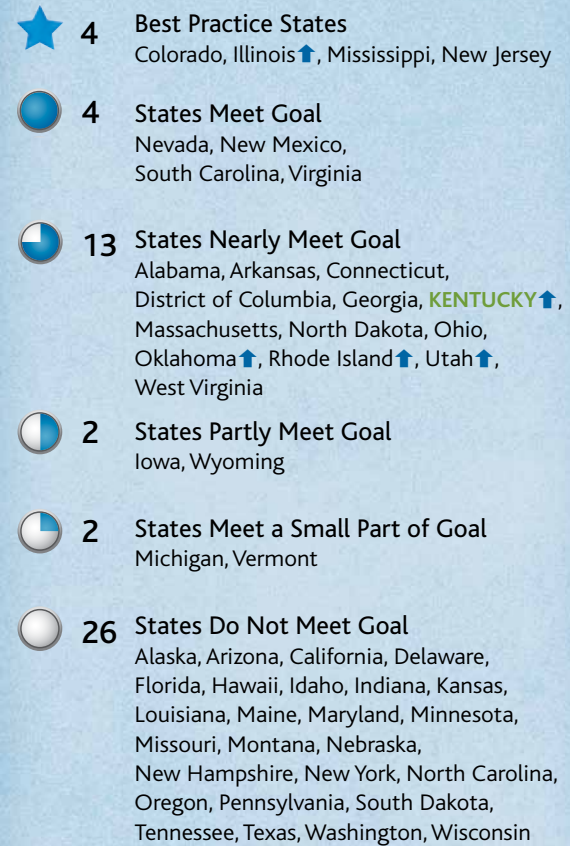 4 Best Practice States
Colorado, Illinois⬆, Mississippi, New Jersey
4 States Meet Goal
Nevada, New Mexico,
South Carolina, Virginia
13 States Nearly Meet Goal
Alabama, Arkansas, Connecticut,
District of Columbia, Georgia, KENTUCKY⬆,
Massachusetts, North Dakota, Ohio,
Oklahoma⬆, Rhode Island⬆, Utah⬆,
West Virginia
2 States Partly Meet Goal
Iowa, Wyoming
2 States Meet a Small Part of Goal
Michigan, Vermont
26 States Do Not Meet Goal
Alaska, Arizona, California, Delaware,
Florida, Hawaii, Idaho, Indiana, Kansas,
Louisiana, Maine, Maryland, Minnesota,
Missouri, Montana, Nebraska,
New Hampshire, New York, North Carolina,
Oregon, Pennsylvania, South Dakota,
Tennessee, Texas, Washington, Wisconsin